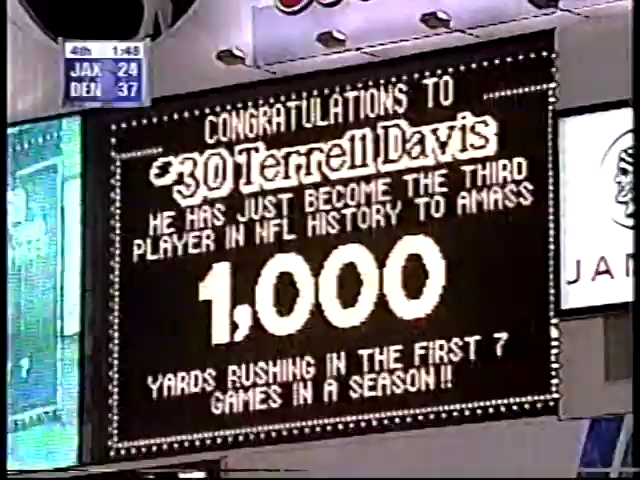 4th 1:48
JAX 24
DEN 37
CONGRATULATIONS TO
#30 Terrell Davis
HE HAS JUST BECOME THE THIRD
PLAYER IN NFL HISTORY TO AMASS
1,000
YARDS RUSHING IN THE FIRST 7
GAMES IN A SEASON!!
JA